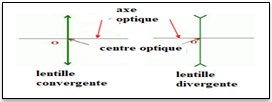 axe
optique
O
O
centre optique
lentille
convergente
lentille
divergente